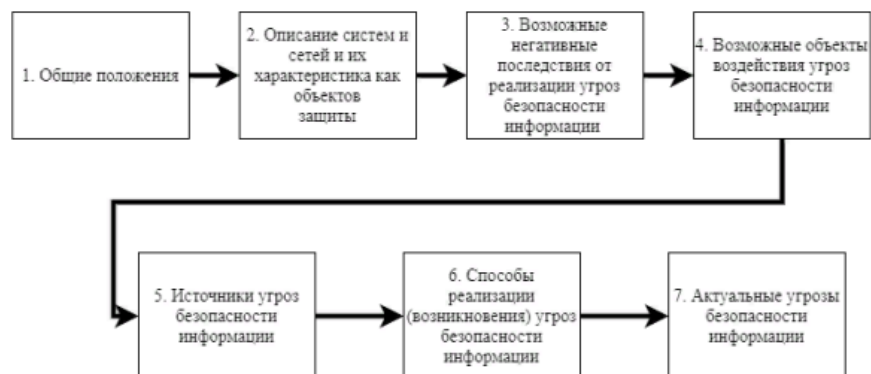 1. Общие положения
2. Описание систем и
сетей и их
характеристика как
объектов
защиты
3. Возможные
негативные
последствия от
реализации угроз
безопасности
информации
4. Возможные объекты
воздействия угроз
безопасности
информации
5. Источники угроз
безопасности
информации
6. Способы
реализации
(возникновения) угроз
безопасности
информации
7. Актуальные угрозы
безопасности
информации